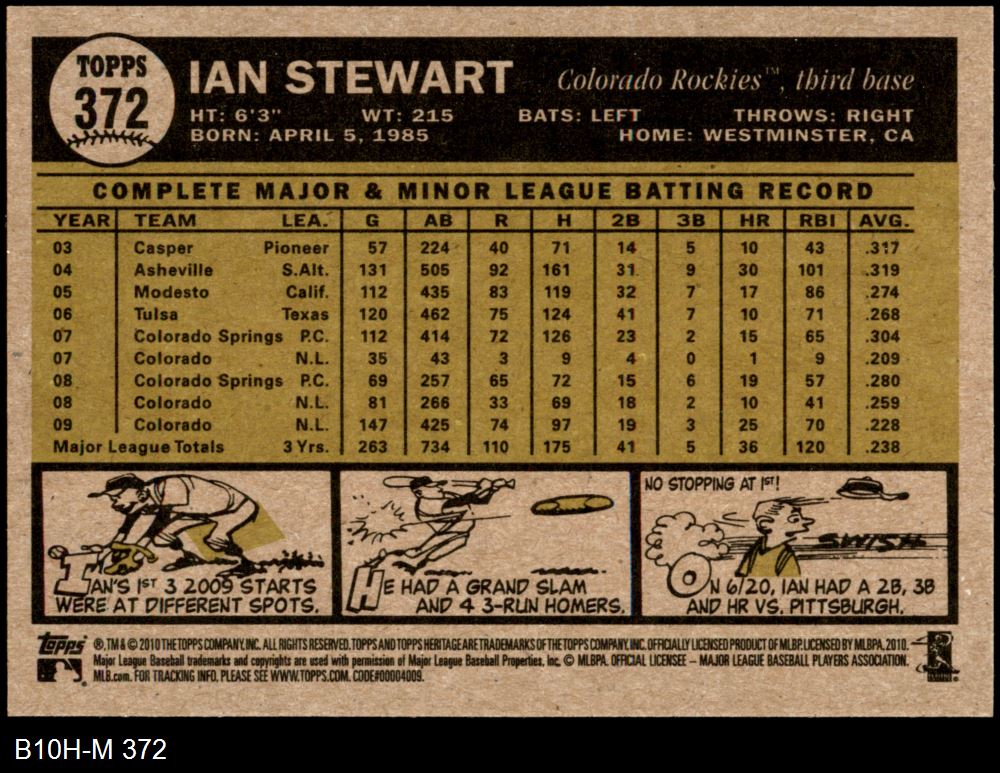 TOPPS
372
IAN STEWART
Colorado Rockies™, third base
HT: 6'3" WT: 215 BATS: LEFT THROWS: RIGHT
BORN: APRIL 5, 1985 HOME: WESTMINSTER, CA
COMPLETE MAJOR & MINOR LEAGUE BATTING RECORD
YEAR TEAM LEA. G AB R H 2B 3B HR RBI AVG.
03 Casper Pioneer 57 224 40 71 14 5 10 43 .317
04 Asheville S.Atl. 131 505 92 161 31 9 30 101 .319
05 Modesto Calif. 112 435 83 119 32 7 17 86 .274
06 Tulsa Texas 120 462 75 124 41 7 10 71 .268
07 Colorado Springs P.C. 112 414 72 126 23 2 15 65 .304
07 Colorado N.L. 35 43 3 9 4 0 1 9 .209
08 Colorado Springs P.C. 69 257 65 72 15 6 19 57 .280
08 Colorado N.L. 81 266 33 69 18 2 10 41 .259
09 Colorado N.L. 147 425 74 97 19 3 25 70 .228
Major League Totals 3 Yrs. 263 734 110 175 41 5 36 120 .238
IAN'S 1ST 3 2009 STARTS
WERE AT DIFFERENT SPOTS.
HE HAD A GRAND SLAM
AND 4 3-RUN HOMERS.
NO STOPPING AT 1ST!
SWISH
ON 6/20, IAN HAD A 2B, 3B
AND HR VS. PITTSBURGH.
topps ®, TM & © 2010 THE TOPPS COMPANY, INC. ALL RIGHTS RESERVED. TOPPS AND TOPPS HERITAGE ARE TRADEMARKS OF THE TOPPS COMPANY, INC. OFFICIALLY LICENSED PRODUCT OF MLBP. LICENSED BY MLBPA, 2010.
Major League Baseball trademarks and copyrights are used with permission of Major League Baseball Properties, Inc. © MLBPA. OFFICIAL LICENSEE – MAJOR LEAGUE BASEBALL PLAYERS ASSOCIATION.
MLB.com. FOR TRACKING INFO, PLEASE SEE WWW.TOPPS.COM. CODE#00004009.
B10H-M 372